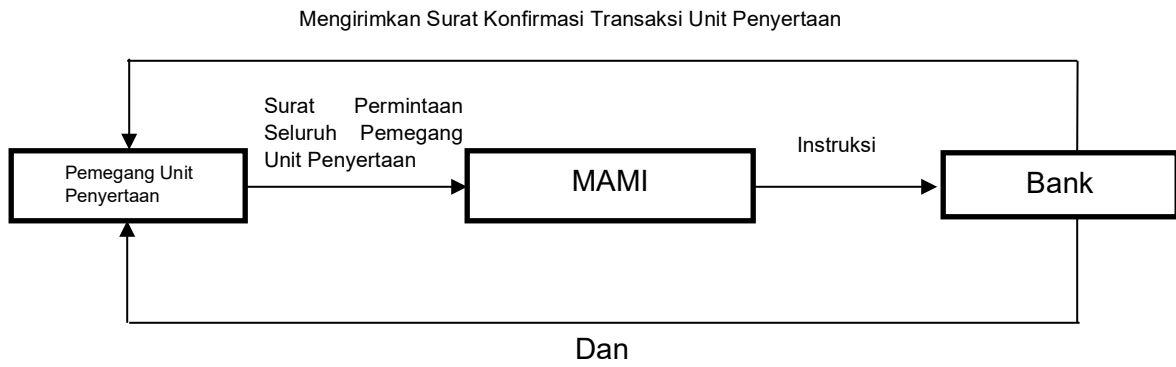 Mengirimkan Surat Konfirmasi Transaksi Unit Penyertaan
Surat Permintaan
Seluruh Pemegang
Unit Penyertaan
Instruksi
Pemegang Unit
Penyertaan
MAMI
Bank
Dan